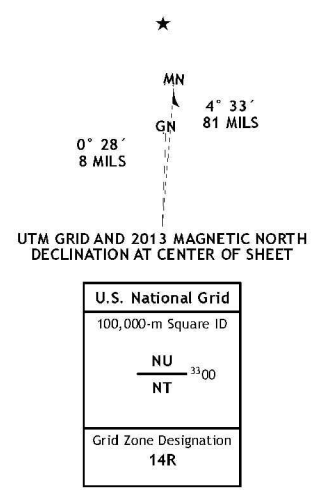 MN
4° 33´
81 MILS
GN
0° 28´
8 MILS
UTM GRID AND 2013 MAGNETIC NORTH
DECLINATION AT CENTER OF SHEET
U.S. National Grid
100,000-m Square ID
NU
³³00
NT
Grid Zone Designation
14R